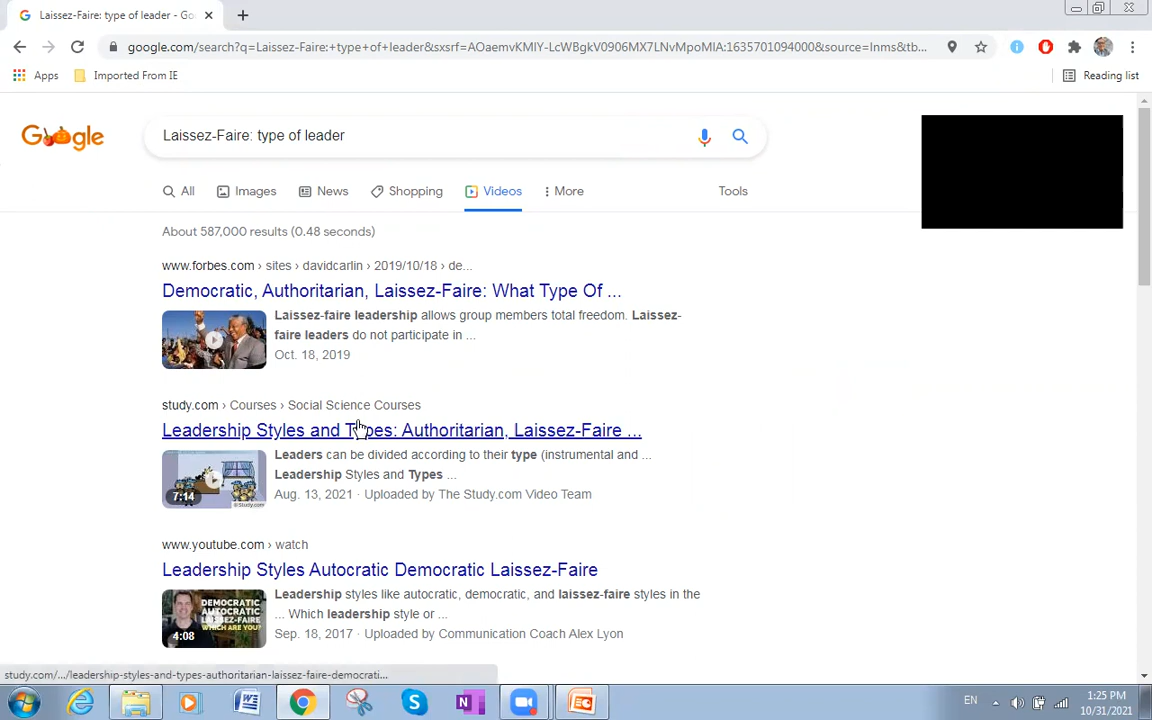 Laissez-Faire: type of leader - Go
google.com/search?q=Laissez-Faire:+type+of+leader&sxsrf=AOaemvKMlY-LcWBgkV0906MX7LNvMpoMlA:1635701094000&source=lnms&tb...
Apps Imported From IE Reading list
Google Laissez-Faire: type of leader
All Images News Shopping Videos More Tools
About 587,000 results (0.48 seconds)
www.forbes.com › sites › davidcarlin › 2019/10/18 › de...
Democratic, Authoritarian, Laissez-Faire: What Type Of ...
Laissez-faire leadership allows group members total freedom. Laissez-
faire leaders do not participate in ...
Oct. 18, 2019
study.com › Courses › Social Science Courses
Leadership Styles and Types: Authoritarian, Laissez-Faire ...
Leaders can be divided according to their type (instrumental and ...
Leadership Styles and Types ...
7:14 Aug. 13, 2021 · Uploaded by The Study.com Video Team
www.youtube.com › watch
Leadership Styles Autocratic Democratic Laissez-Faire
Leadership styles like autocratic, democratic, and laissez-faire styles in the
... Which leadership style or ...
DEMOCRATIC
AUTOCRATIC
LAISSEZ-FAIRE
WHICH ARE YOU?
4:08 Sep. 18, 2017 · Uploaded by Communication Coach Alex Lyon
study.com/.../leadership-styles-and-types-authoritarian-laissez-faire-democrati...
EN 1:25 PM
10/31/2021